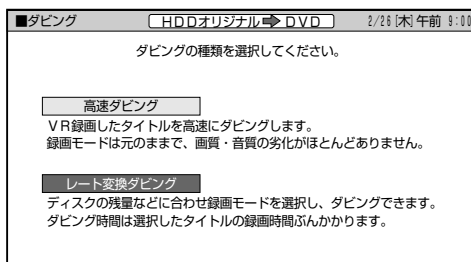 ■ダビング HDDオリジナル➡DVD 2/26[木]午前 9:00
ダビングの種類を選択してください。
高速ダビング
VR録画したタイトルを高速にダビングします。
録画モードは元のままで、画質・音質の劣化がほとんどありません。
レート変換ダビング
ディスクの残量などに合わせ録画モードを選択し、ダビングできます。
ダビング時間は選択したタイトルの録画時間ぶんかかります。